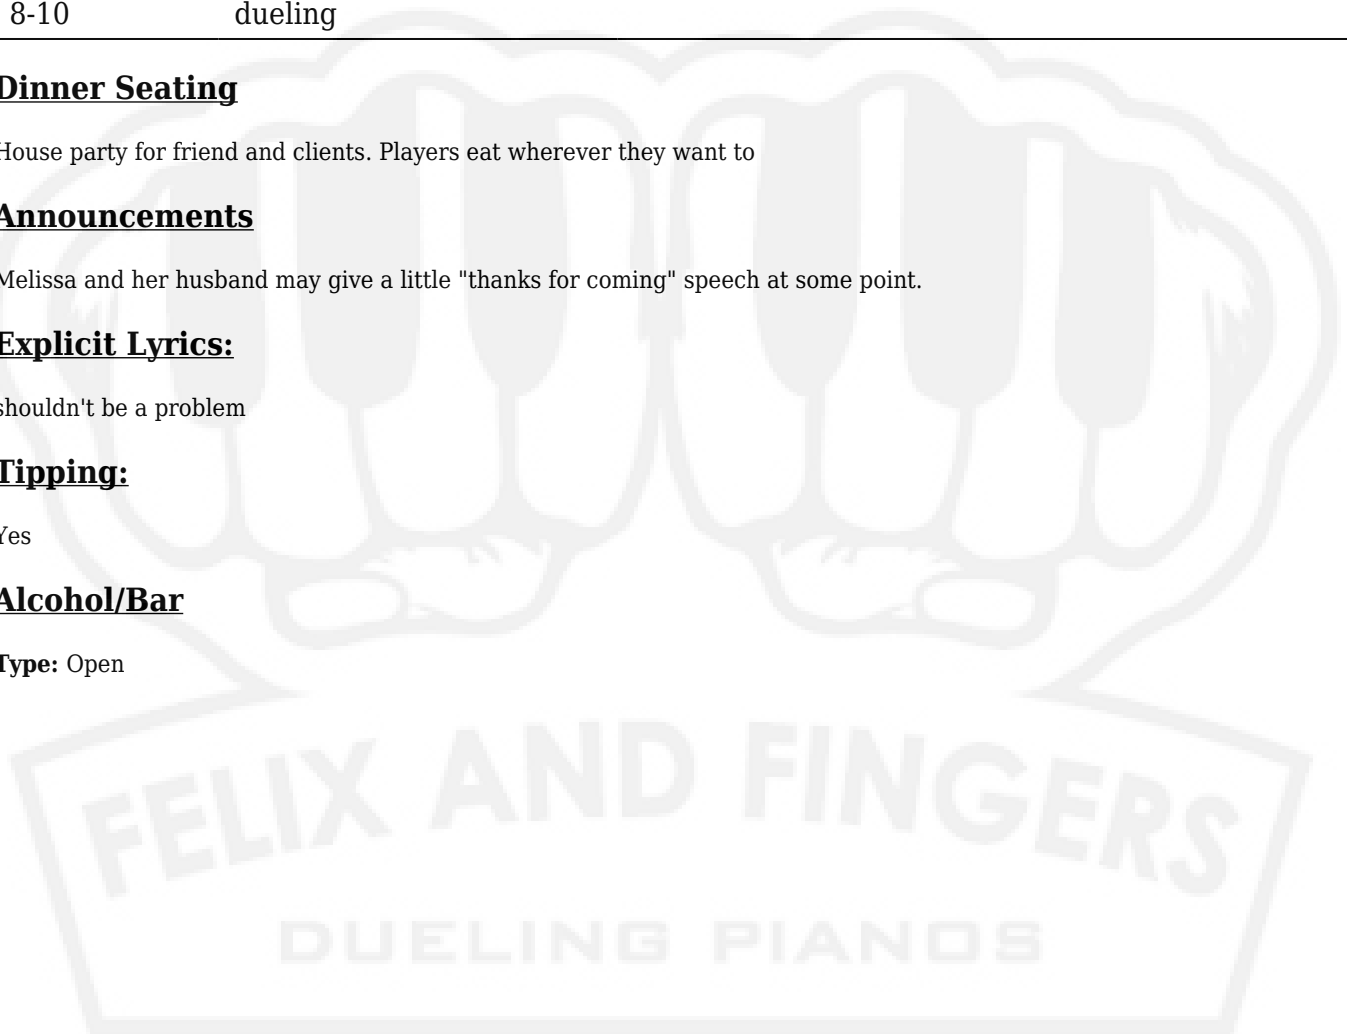 8-10 dueling
Dinner Seating
House party for friend and clients. Players eat wherever they want to
Announcements
Melissa and her husband may give a little "thanks for coming" speech at some point.
Explicit Lyrics:
shouldn't be a problem
Tipping:
Yes
Alcohol/Bar
Type: Open
FELIX AND FINGERS
DUELING PIANOS